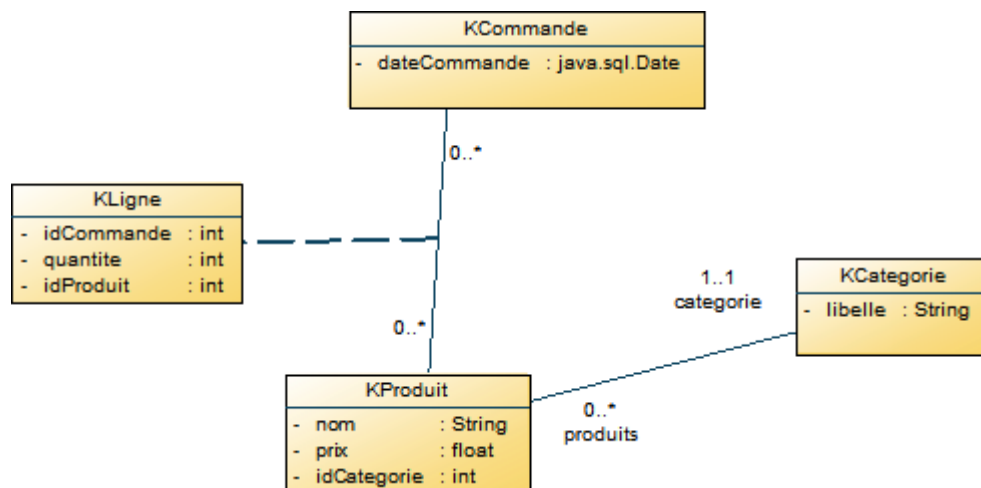 KCommande
- dateCommande : java.sql.Date
0..*
KLigne
- idCommande : int
- quantite : int
- idProduit : int
KCategorie
- libelle : String
1..1
categorie
0..*
KProduit
- nom : String
- prix : float
- idCategorie : int
0..*
produits